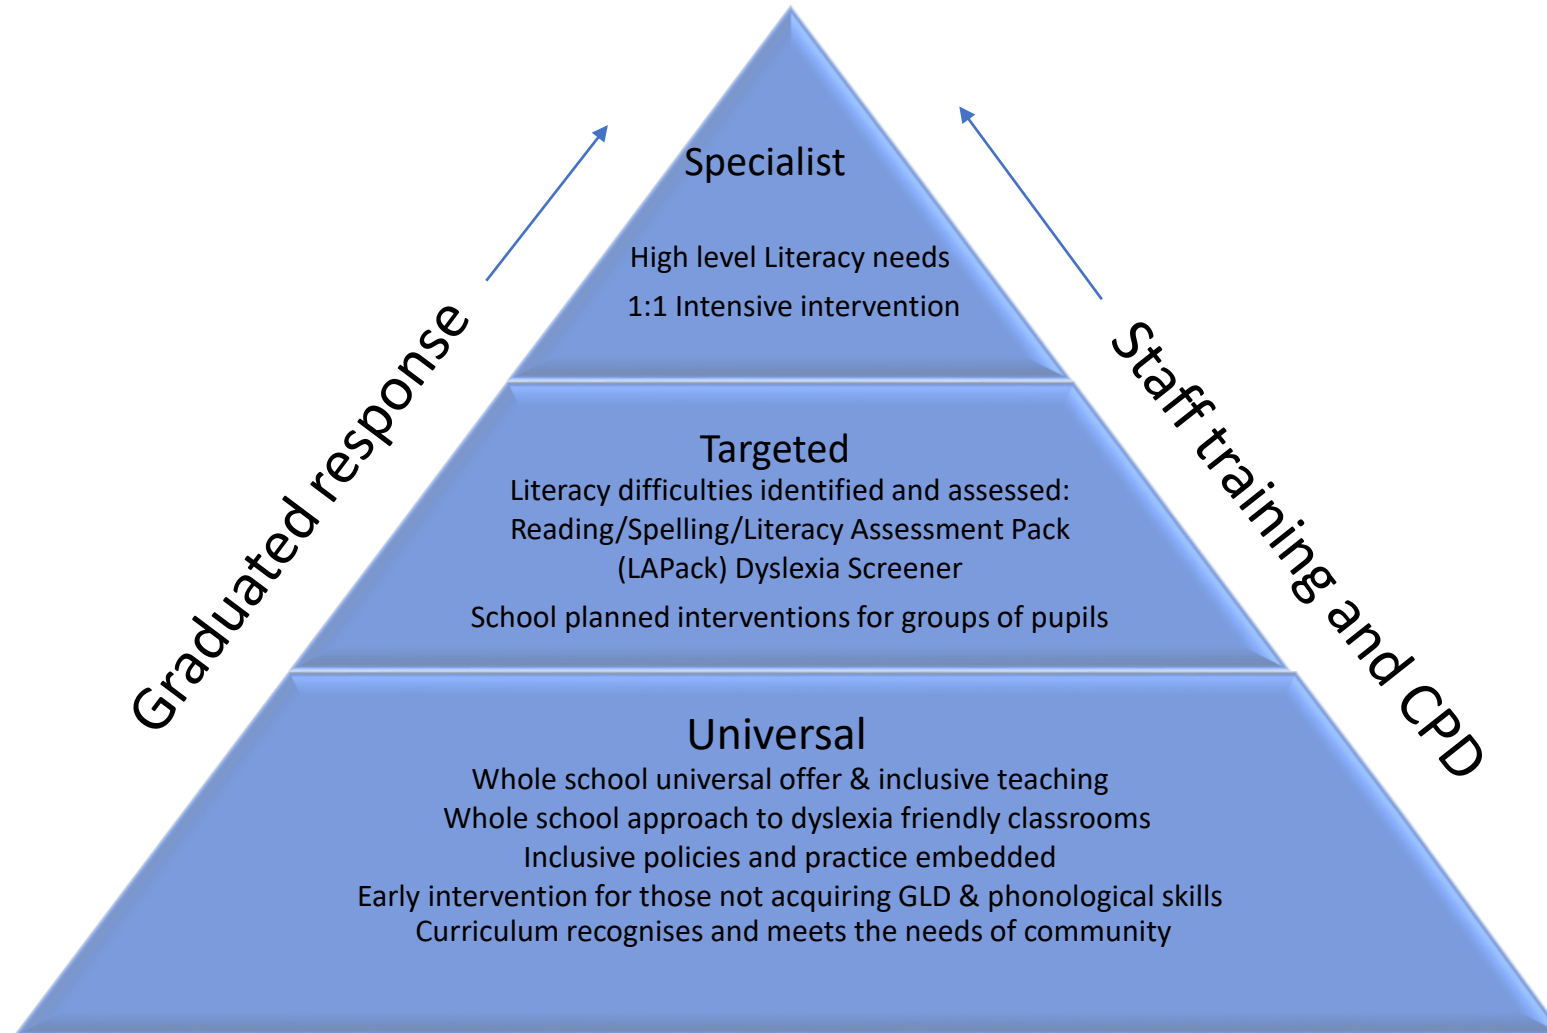 Specialist
High level Literacy needs
1:1 Intensive intervention
Graduated response
Staff training and CPD
Targeted
Literacy difficulties identified and assessed:
Reading/Spelling/Literacy Assessment Pack
(LAPack) Dyslexia Screener
School planned interventions for groups of pupils
Universal
Whole school universal offer & inclusive teaching
Whole school approach to dyslexia friendly classrooms
Inclusive policies and practice embedded
Early intervention for those not acquiring GLD & phonological skills
Curriculum recognises and meets the needs of community